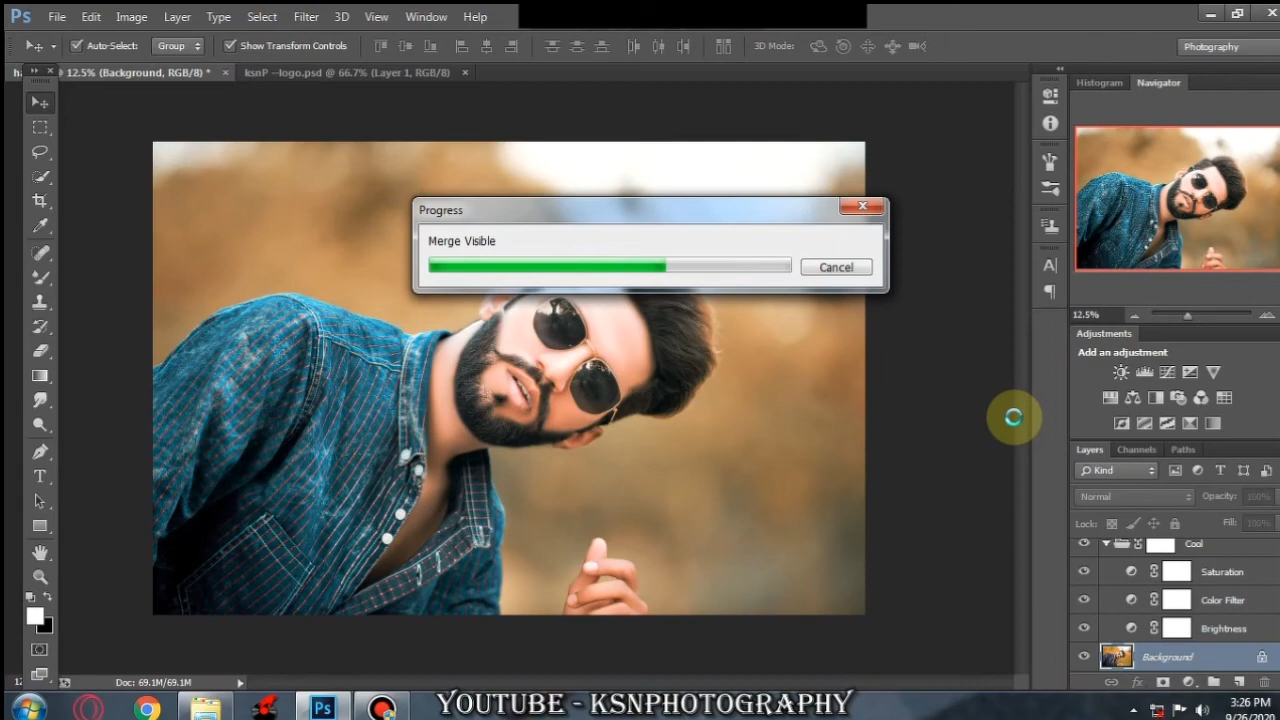 Ps File Edit Image Layer Type Select Filter 3D View Window Help
Auto-Select: Group Show Transform Controls 3D Mode: Photography
12.5% (Background, RGB/8) * × ksnP --logo.psd @ 66.7% (Layer 1, RGB/8) ×
Histogram Navigator
Progress
Merge Visible
Cancel
12.5%
Adjustments
Add an adjustment
Layers Channels Paths
Kind
Normal Opacity: 100%
Lock: Fill: 100%
Cool
Saturation
Color Filter
Brightness
Background
Doc: 69.1M/69.1M
YOUTUBE - KSNPHOTOGRAPHY
Ps
3:26 PM